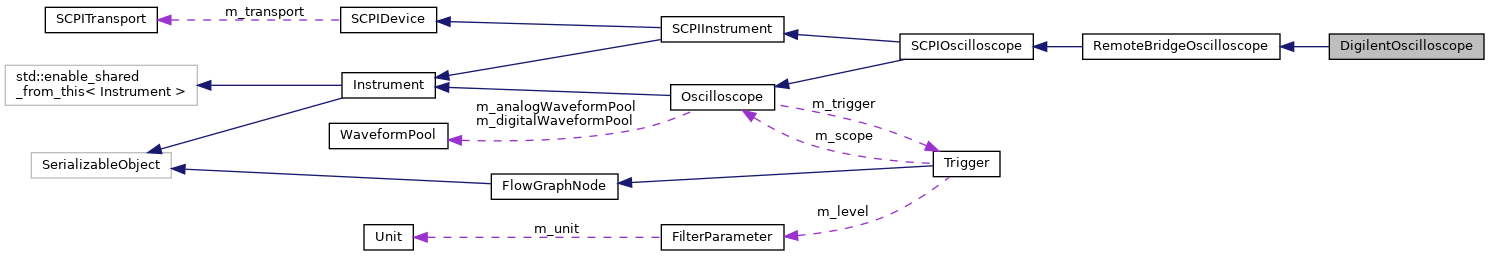 SCPITransport
m_transport
SCPIDevice
SCPIInstrument
SCPIOscilloscope
RemoteBridgeOscilloscope
DigilentOscilloscope
std::enable_shared
_from_this< Instrument >
Instrument
Oscilloscope
m_analogWaveformPool
m_digitalWaveformPool
m_trigger
WaveformPool
m_scope
SerializableObject
Trigger
FlowGraphNode
m_level
Unit
m_unit
FilterParameter